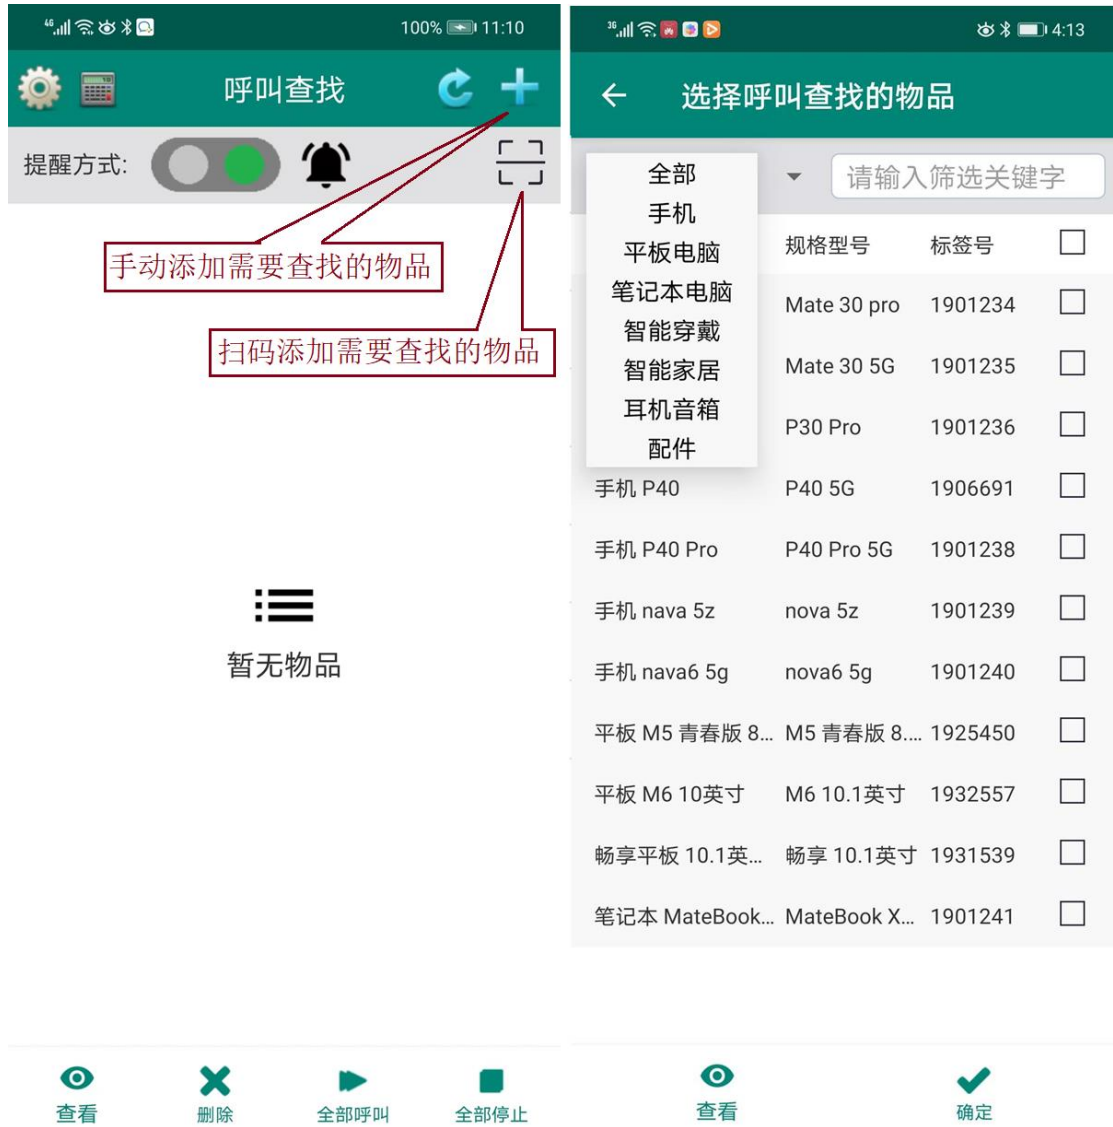 4G 100% 11:10
呼叫查找
提醒方式:
手动添加需要查找的物品
扫码添加需要查找的物品
暂无物品
查看 删除 全部呼叫 全部停止
3G 4:13
选择呼叫查找的物品
全部
请输入筛选关键字
手机
平板电脑
笔记本电脑
智能穿戴
智能家居
耳机音箱
配件
规格型号 标签号
Mate 30 pro 1901234
Mate 30 5G 1901235
P30 Pro 1901236
手机 P40 P40 5G 1906691
手机 P40 Pro P40 Pro 5G 1901238
手机 nava 5z nova 5z 1901239
手机 nava6 5g nova6 5g 1901240
平板 M5 青春版 8... M5 青春版 8.... 1925450
平板 M6 10英寸 M6 10.1英寸 1932557
畅享平板 10.1英... 畅享 10.1英寸 1931539
笔记本 MateBook... MateBook X... 1901241
查看 确定